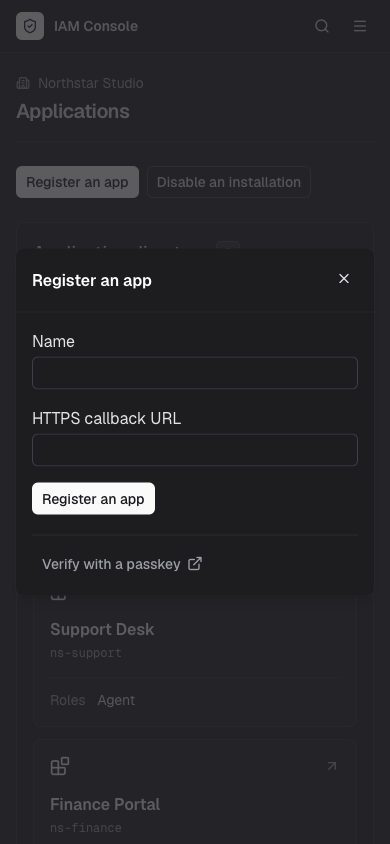 IAM Console
Northstar Studio
Applications
Register an app
Disable an installation
Register an app
Name
HTTPS callback URL
Register an app
Verify with a passkey
Support Desk
ns-support
Roles Agent
Finance Portal
ns-finance